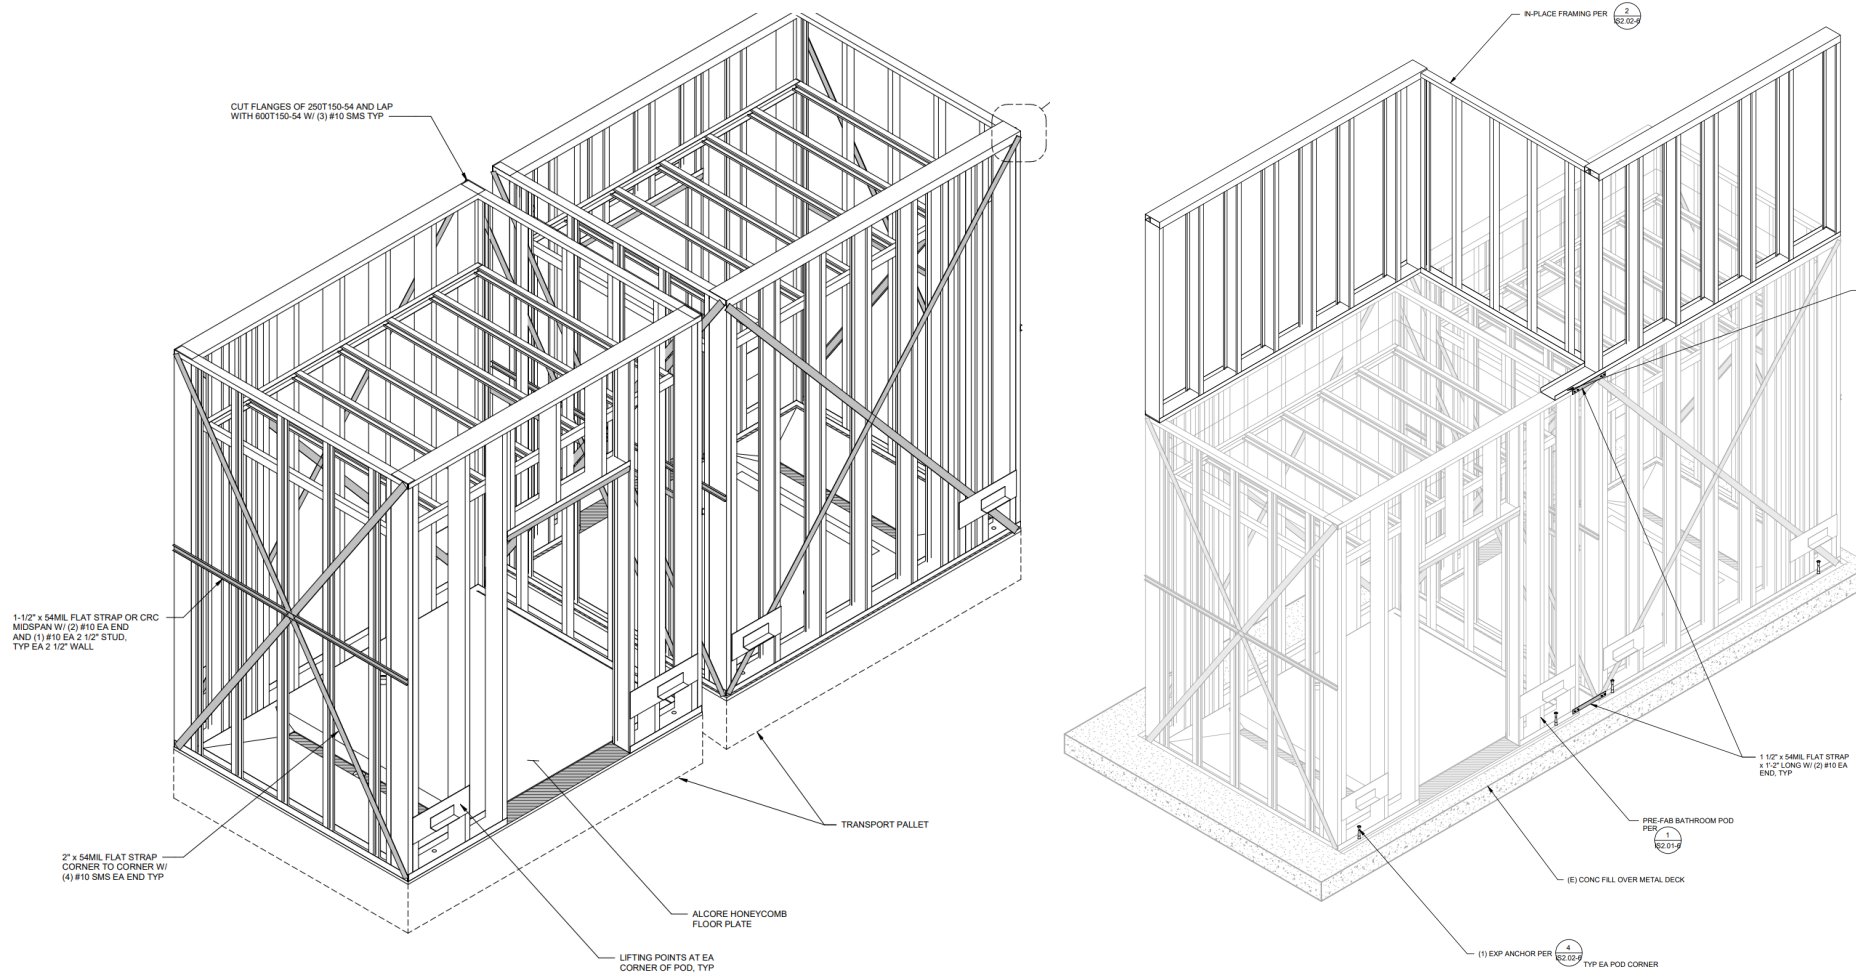 CUT FLANGES OF 250T150-54 AND LAP
WITH 600T150-54 W/ (3) #10 SMS TYP
1-1/2" x 54MIL FLAT STRAP OR CRC
MIDSPAN W/ (2) #10 EA END
AND (1) #10 EA 2 1/2" STUD,
TYP EA 2 1/2" WALL
2" x 54MIL FLAT STRAP
CORNER TO CORNER W/
(4) #10 SMS EA END TYP
TRANSPORT PALLET
ALCORE HONEYCOMB
FLOOR PLATE
LIFTING POINTS AT EA
CORNER OF POD, TYP
IN-PLACE FRAMING PER
2
IS2.02-6
1 1/2" x 54MIL FLAT STRAP
x 1'-2" LONG W/ (2) #10 EA
END, TYP
PRE-FAB BATHROOM POD
PER
1
IS2.01-6
(E) CONC FILL OVER METAL DECK
(1) EXP ANCHOR PER
4
IS2.02-6
TYP EA POD CORNER